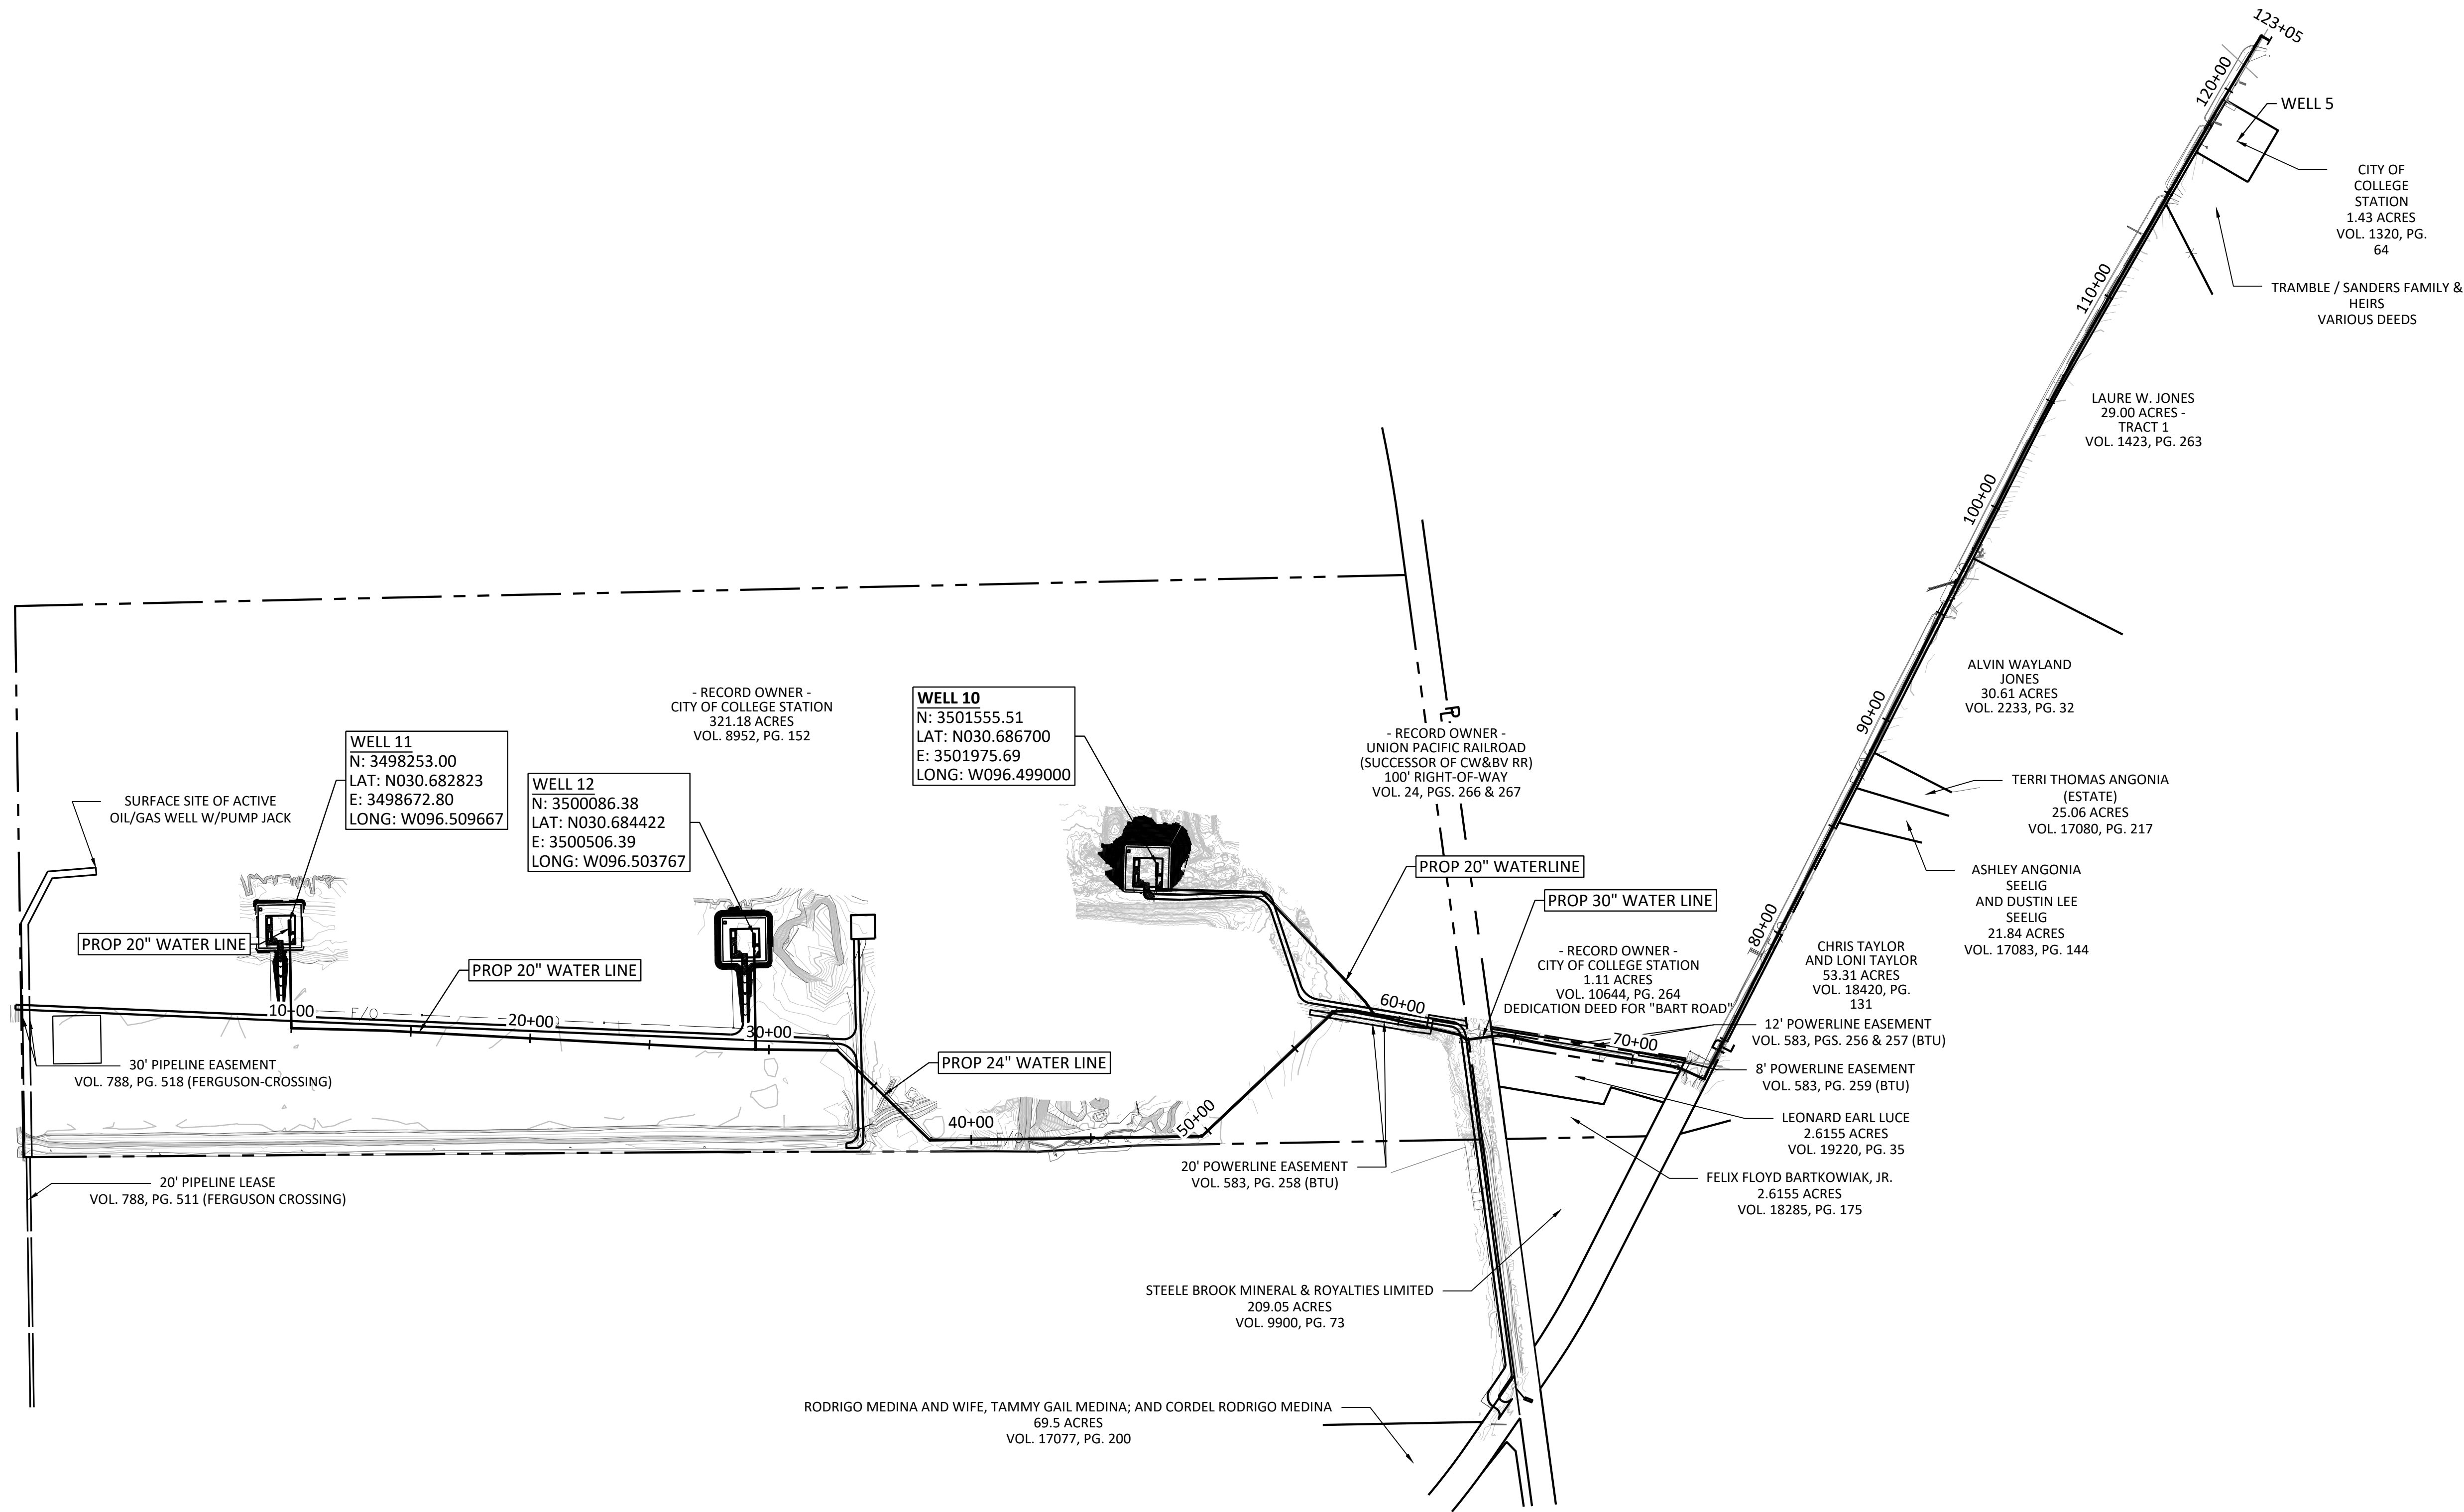 123+05
120+00
WELL 5
CITY OF
COLLEGE
STATION
1.43 ACRES
VOL. 1320, PG.
64
110+00
TRAMBLE / SANDERS FAMILY &
HEIRS
VARIOUS DEEDS
LAURE W. JONES
29.00 ACRES -
TRACT 1
VOL. 1423, PG. 263
100+00
ALVIN WAYLAND
JONES
30.61 ACRES
VOL. 2233, PG. 32
90+00
- RECORD OWNER -
CITY OF COLLEGE STATION
321.18 ACRES
VOL. 8952, PG. 152
WELL 10
N: 3501555.51
LAT: N030.686700
E: 3501975.69
LONG: W096.499000
PL
- RECORD OWNER -
UNION PACIFIC RAILROAD
(SUCCESSOR OF CW&BV RR)
100' RIGHT-OF-WAY
VOL. 24, PGS. 266 & 267
WELL 11
N: 3498253.00
LAT: N030.682823
E: 3498672.80
LONG: W096.509667
WELL 12
N: 3500086.38
LAT: N030.684422
E: 3500506.39
LONG: W096.503767
SURFACE SITE OF ACTIVE
OIL/GAS WELL W/PUMP JACK
TERRI THOMAS ANGONIA
(ESTATE)
25.06 ACRES
VOL. 17080, PG. 217
PROP 20" WATERLINE
ASHLEY ANGONIA
SEELIG
AND DUSTIN LEE
SEELIG
21.84 ACRES
VOL. 17083, PG. 144
PROP 30" WATER LINE
80+00
PROP 20" WATER LINE
PROP 20" WATER LINE
- RECORD OWNER -
CITY OF COLLEGE STATION
1.11 ACRES
VOL. 10644, PG. 264
DEDICATION DEED FOR "BART ROAD"
CHRIS TAYLOR
AND LONI TAYLOR
53.31 ACRES
VOL. 18420, PG.
131
10+00
F/O
20+00
30+00
60+00
70+00
PL
12' POWERLINE EASEMENT
VOL. 583, PGS. 256 & 257 (BTU)
30' PIPELINE EASEMENT
VOL. 788, PG. 518 (FERGUSON-CROSSING)
PROP 24" WATER LINE
8' POWERLINE EASEMENT
VOL. 583, PG. 259 (BTU)
40+00
F/O
50+00
LEONARD EARL LUCE
2.6155 ACRES
VOL. 19220, PG. 35
20' POWERLINE EASEMENT
VOL. 583, PG. 258 (BTU)
20' PIPELINE LEASE
VOL. 788, PG. 511 (FERGUSON CROSSING)
FELIX FLOYD BARTKOWIAK, JR.
2.6155 ACRES
VOL. 18285, PG. 175
STEELE BROOK MINERAL & ROYALTIES LIMITED
209.05 ACRES
VOL. 9900, PG. 73
RODRIGO MEDINA AND WIFE, TAMMY GAIL MEDINA; AND CORDEL RODRIGO MEDINA
69.5 ACRES
VOL. 17077, PG. 200